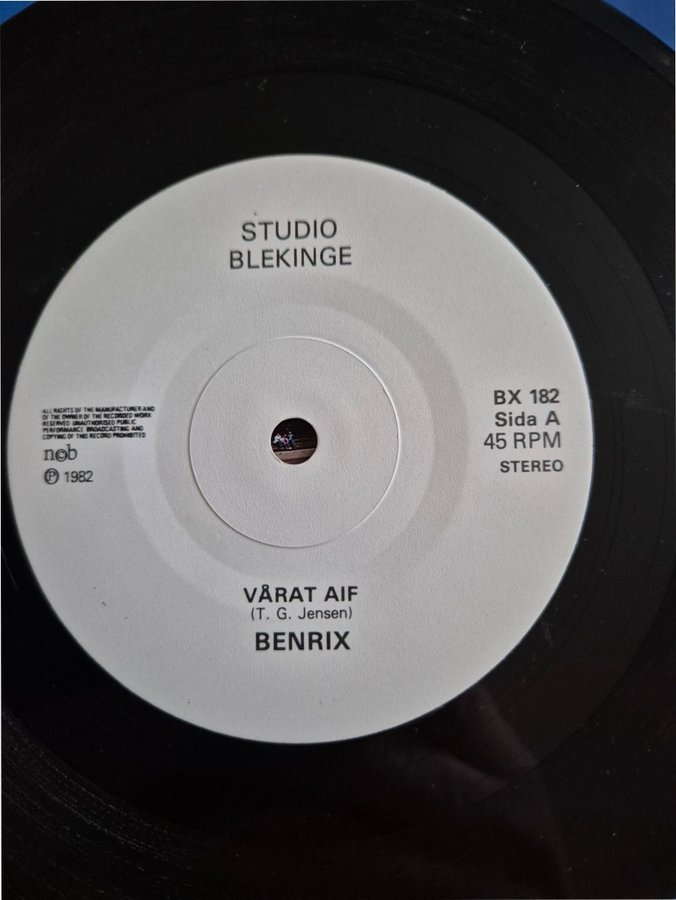 STUDIO
BLEKINGE
ALL RIGHTS OF THE MANUFACTURER AND
OF THE OWNER OF THE RECORDED WORK
RESERVED UNAUTHORISED PUBLIC
PERFORMANCE BROADCASTING AND
COPYING OF THIS RECORD PROHIBITED
n©b
Ⓟ 1982
BX 182
Sida A
45 RPM
STEREO
VÅRAT AIF
(T. G. Jensen)
BENRIX